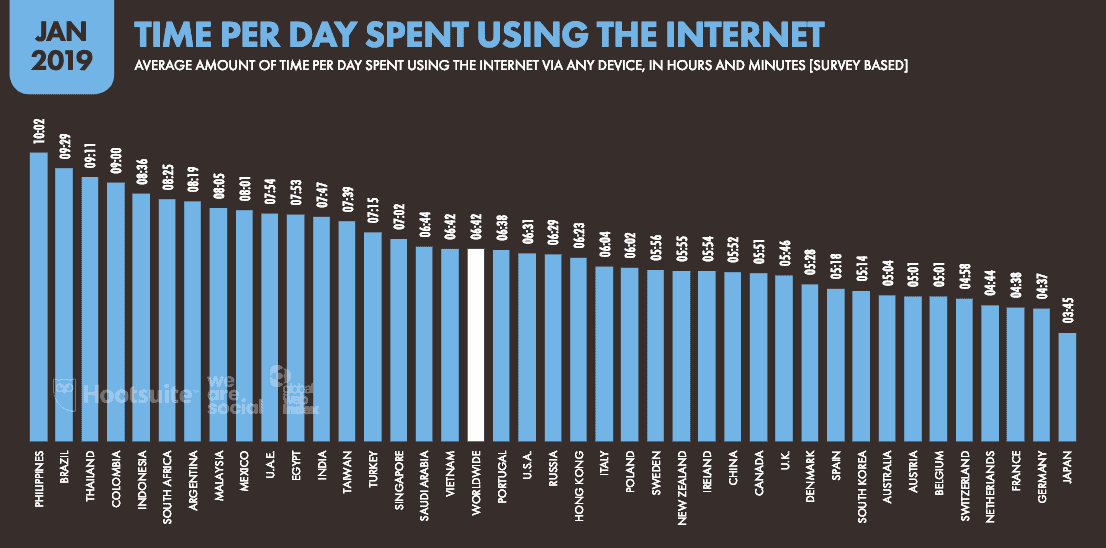 JAN
2019
TIME PER DAY SPENT USING THE INTERNET
AVERAGE AMOUNT OF TIME PER DAY SPENT USING THE INTERNET VIA ANY DEVICE, IN HOURS AND MINUTES [SURVEY BASED]
10:02
09:29
09:11
09:00
08:36
08:25
08:19
08:05
08:01
07:54
07:53
07:47
07:39
07:15
07:02
06:44
06:42
06:42
06:38
06:31
06:29
06:23
06:04
06:02
05:56
05:55
05:54
05:52
05:51
05:46
05:28
05:18
05:14
05:04
05:01
05:01
04:58
04:44
04:38
04:37
03:45
Hootsuite
we
are
social
global
web
index
PHILIPPINES
BRAZIL
THAILAND
COLOMBIA
INDONESIA
SOUTH AFRICA
ARGENTINA
MALAYSIA
MEXICO
U.A.E.
EGYPT
INDIA
TAIWAN
TURKEY
SINGAPORE
SAUDI ARABIA
VIETNAM
WORLDWIDE
PORTUGAL
U.S.A.
RUSSIA
HONG KONG
ITALY
POLAND
SWEDEN
NEW ZEALAND
IRELAND
CHINA
CANADA
U.K.
DENMARK
SPAIN
SOUTH KOREA
AUSTRALIA
AUSTRIA
BELGIUM
SWITZERLAND
NETHERLANDS
FRANCE
GERMANY
JAPAN